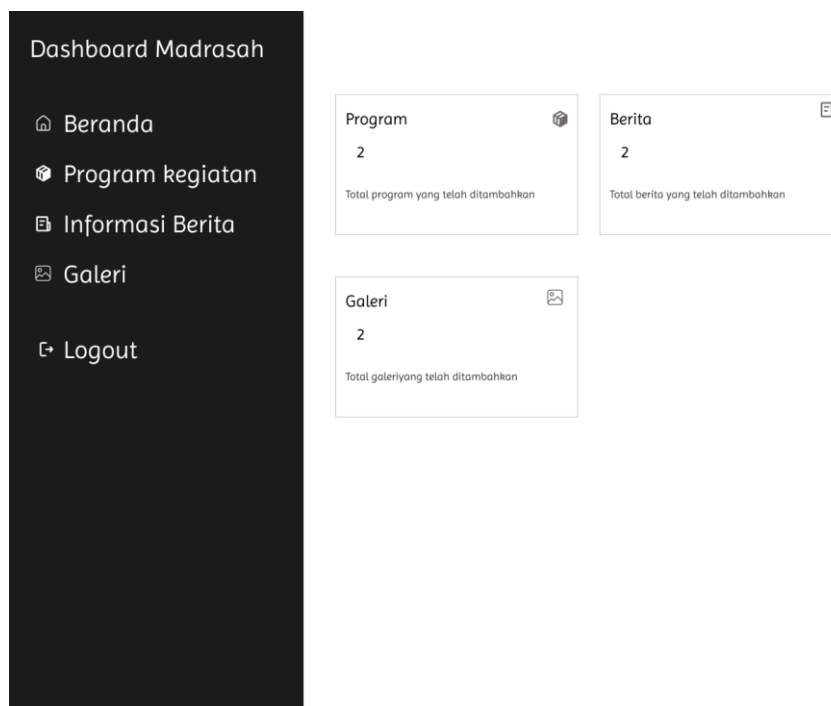 Dashboard Madrasah
Beranda
Program kegiatan
Informasi Berita
Galeri
Logout
Program
2
Total program yang telah ditambahkan
Berita
2
Total berita yang telah ditambahkan
Galeri
2
Total galeriyang telah ditambahkan